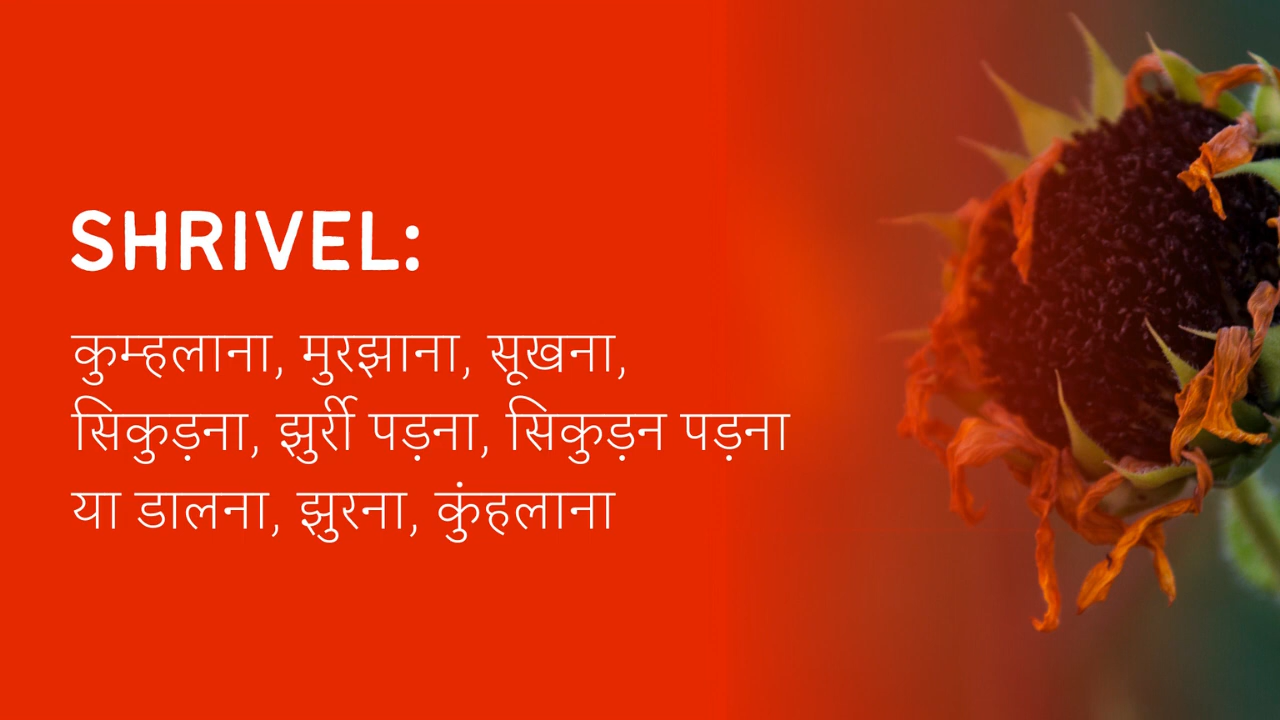 SHRIVEL:
कुम्हलाना, मुरझाना, सूखना,
सिकुड़ना, झुर्री पड़ना, सिकुड़न पड़ना
या डालना, झुरना, कुंहलाना